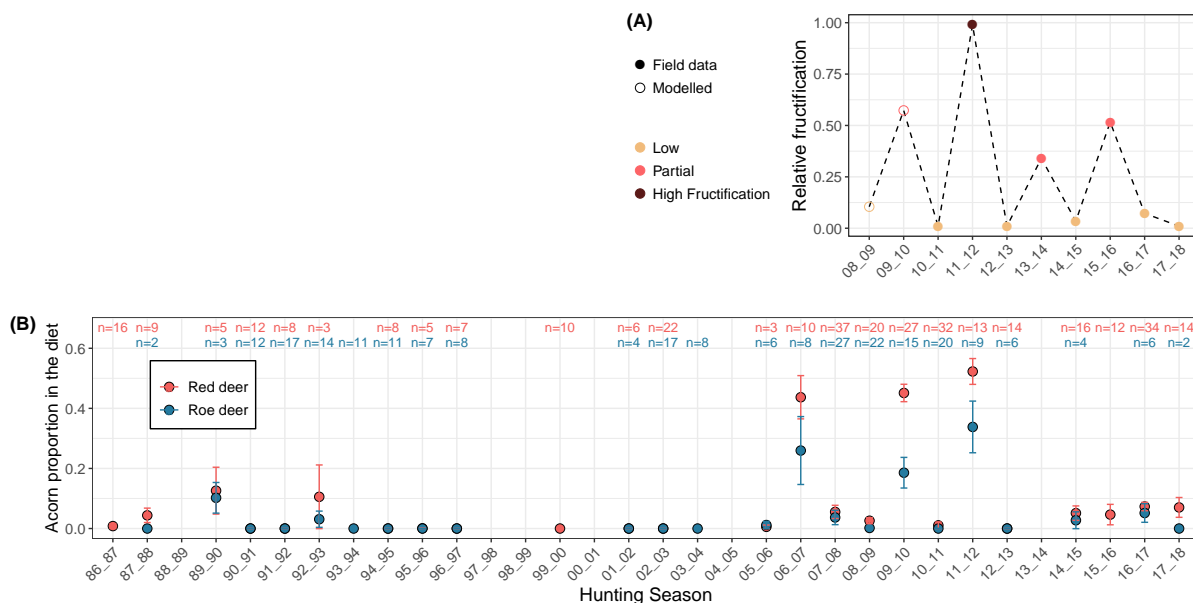 (A)
Field data
Modelled
Low
Partial
High Fructification
Relative fructification
1.00
0.75
0.50
0.25
0.00
08_09 09_10 10_11 11_12 12_13 13_14 14_15 15_16 16_17 17_18
(B)
n=16 n=9 n=5 n=12 n=8 n=3 n=8 n=5 n=7 n=10 n=6 n=22 n=3 n=10 n=37 n=20 n=27 n=32 n=13 n=14 n=16 n=12 n=34 n=14
n=2 n=3 n=12 n=17 n=14 n=11 n=11 n=7 n=8 n=4 n=17 n=8 n=6 n=8 n=27 n=22 n=15 n=20 n=9 n=6 n=4 n=6 n=2
Acorn proportion in the diet
0.6
0.4
0.2
0.0
Red deer
Roe deer
86_87 87_88 88_89 89_90 90_91 91_92 92_93 93_94 94_95 95_96 96_97 97_98 98_99 99_00 00_01 01_02 02_03 03_04 04_05 05_06 06_07 07_08 08_09 09_10 10_11 11_12 12_13 13_14 14_15 15_16 16_17 17_18
Hunting Season